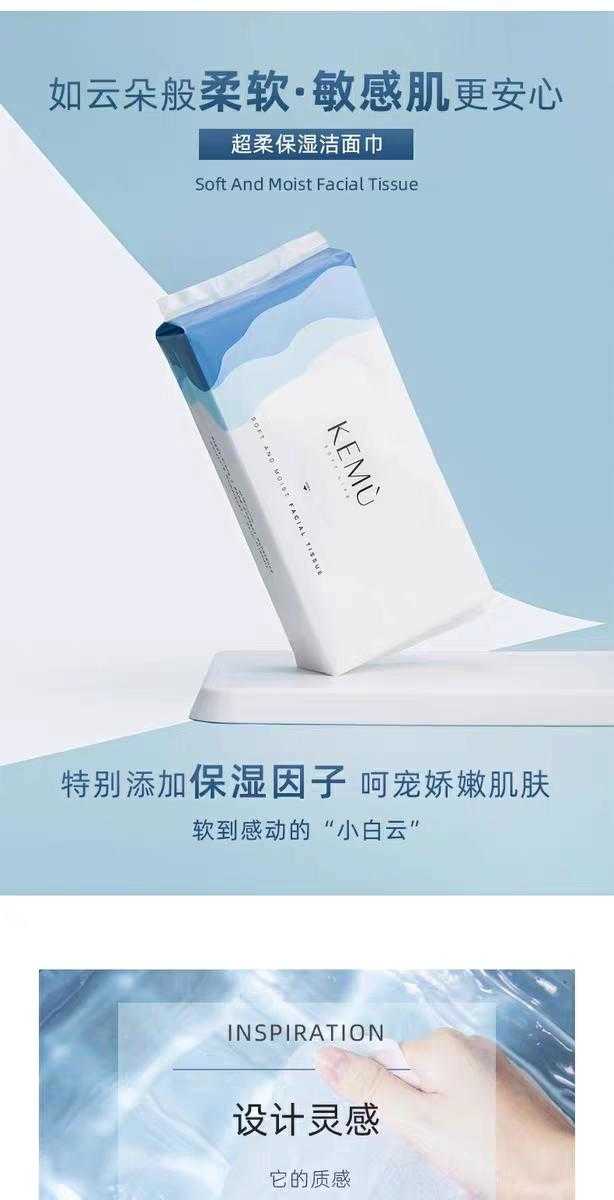 如云朵般柔软·敏感肌更安心
超柔保湿洁面巾
Soft And Moist Facial Tissue
KEMÙ
SOFT AND MOIST FACIAL TISSUE
特别添加保湿因子 呵宠娇嫩肌肤
软到感动的“小白云”
INSPIRATION
设计灵感
它的质感